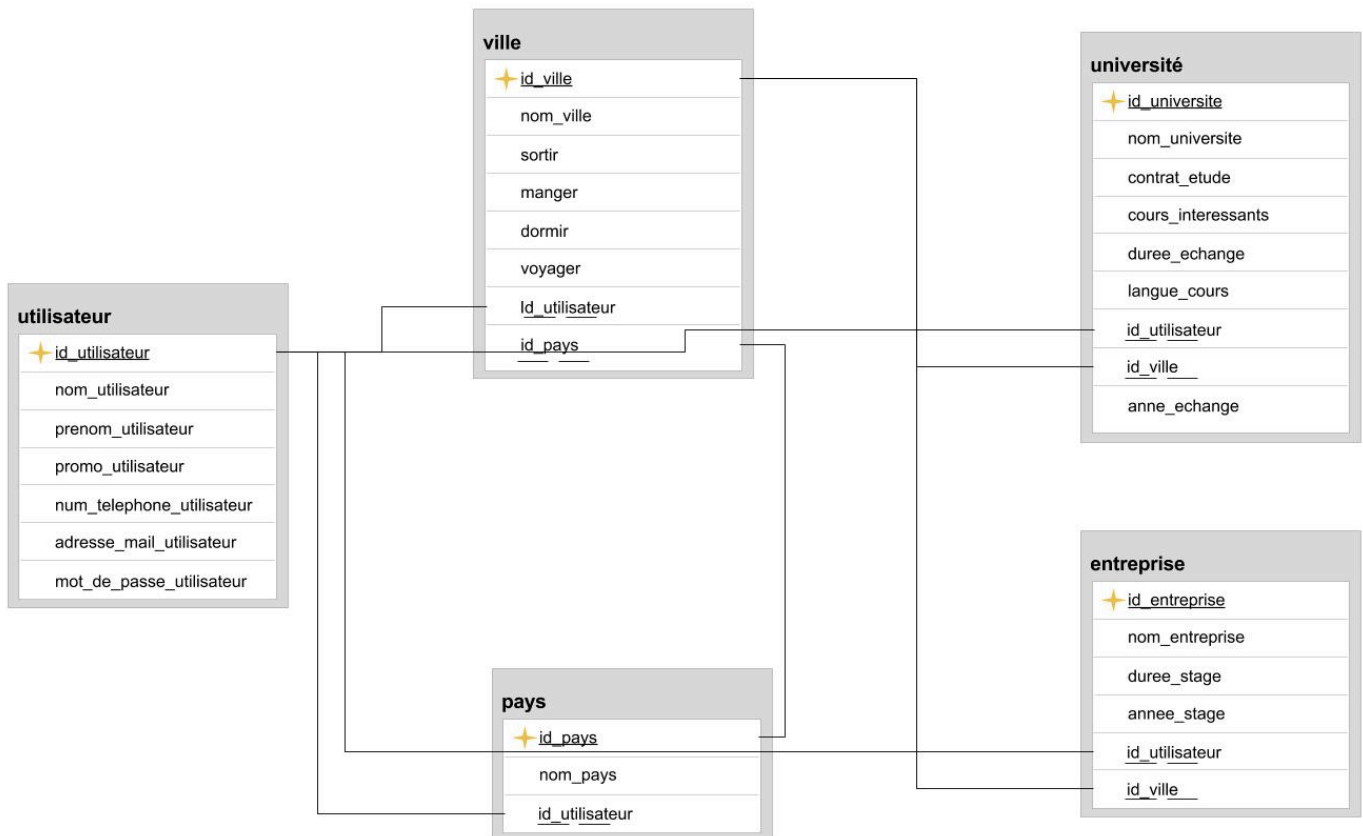 ville
id_ville
nom_ville
sortir
manger
dormir
voyager
Id_utilisateur
id_pays
université
id_universite
nom_universite
contrat_etude
cours_interessants
duree_echange
langue_cours
id_utilisateur
id_ville
anne_echange
utilisateur
id_utilisateur
nom_utilisateur
prenom_utilisateur
promo_utilisateur
num_telephone_utilisateur
adresse_mail_utilisateur
mot_de_passe_utilisateur
entreprise
id_entreprise
nom_entreprise
duree_stage
annee_stage
id_utilisateur
id_ville
pays
id_pays
nom_pays
id_utilisateur